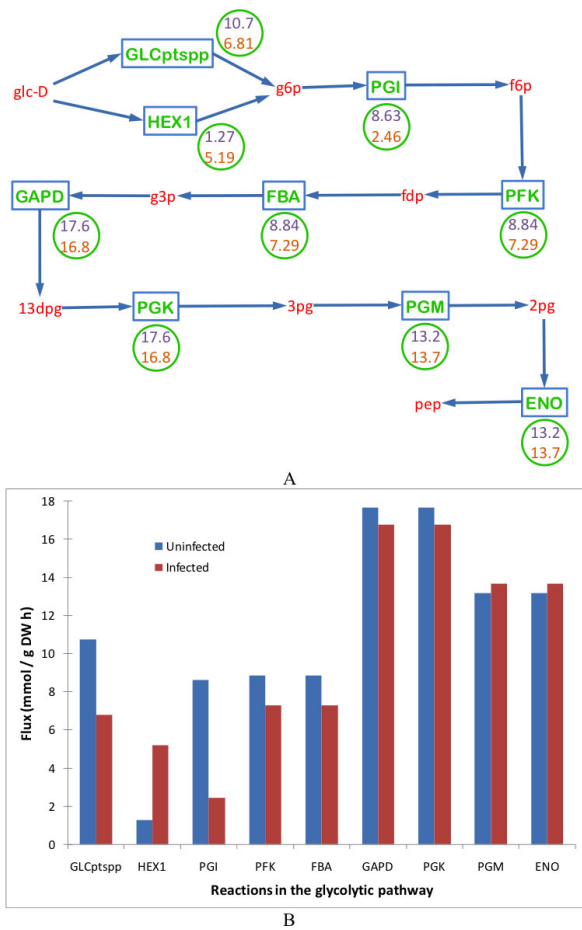 10.7
6.81
GLCptspp
glc-D
g6p
PGI
f6p
HEX1
1.27
5.19
8.63
2.46
GAPD
g3p
FBA
fdp
PFK
17.6
16.8
8.84
7.29
8.84
7.29
13dpg
PGK
3pg
PGM
2pg
17.6
16.8
13.2
13.7
pep
ENO
13.2
13.7
A
18
16
14
12
10
8
6
4
2
0
Flux (mmol / g DW h)
Uninfected
Infected
GLCptspp HEX1 PGI PFK FBA GAPD PGK PGM ENO
Reactions in the glycolytic pathway
B